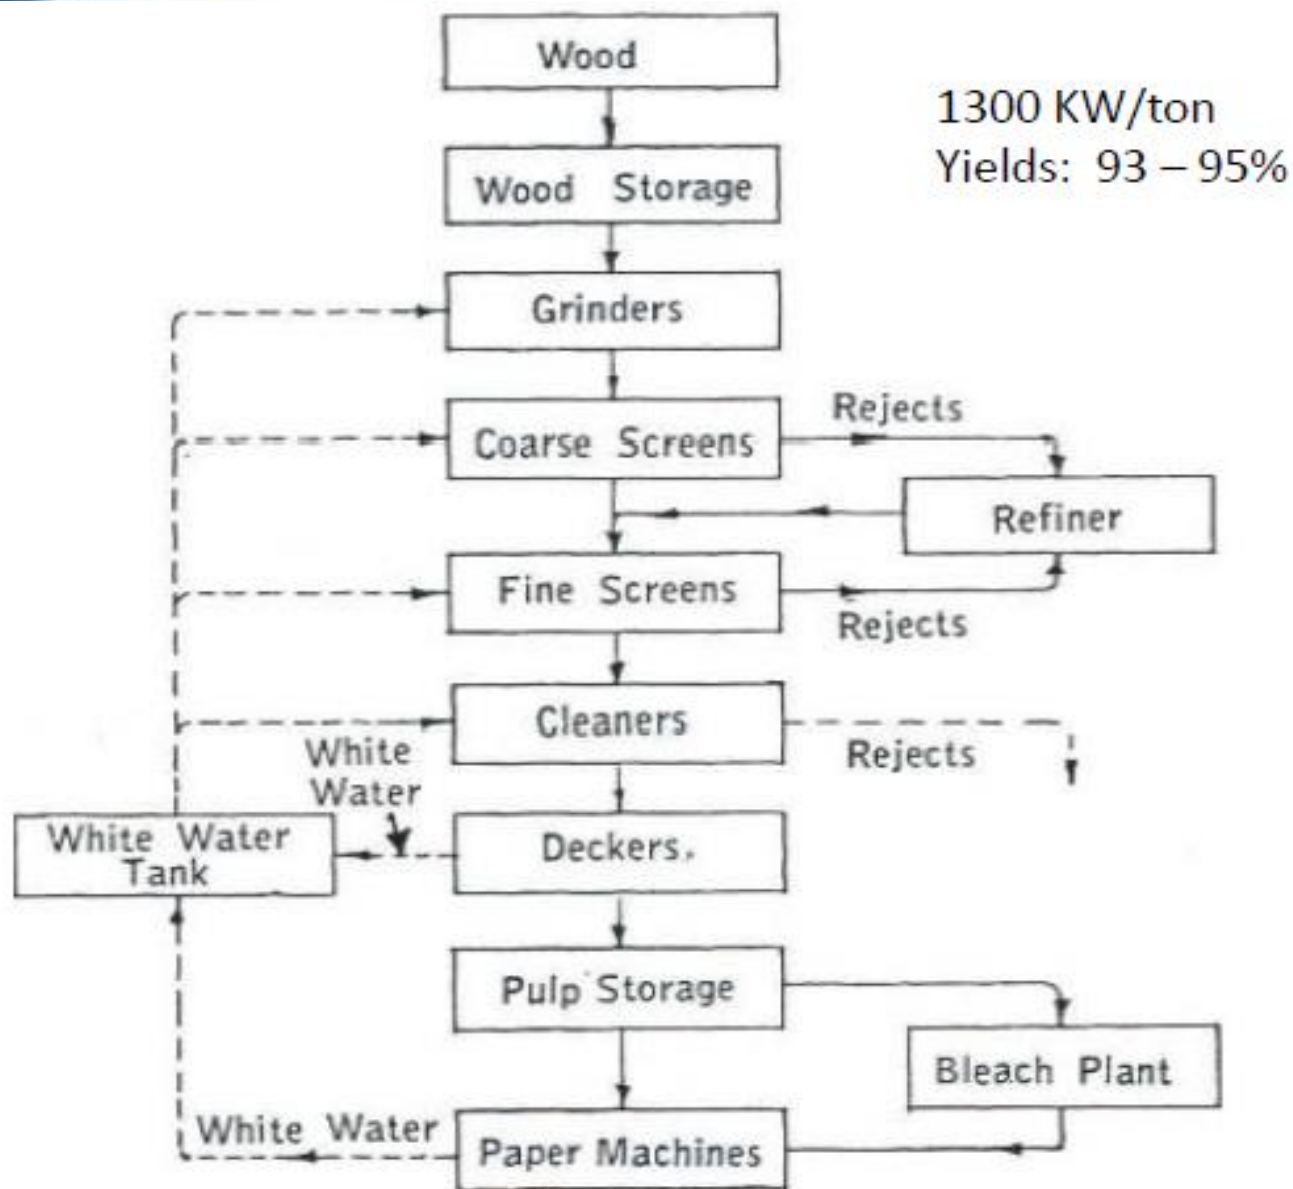 Wood
1300 KW/ton
Yields: 93 – 95%
Wood Storage
Grinders
Rejects
Coarse Screens
Refiner
Fine Screens
Rejects
Cleaners
White
Water
Rejects
White Water
Tank
Deckers.
Pulp Storage
Bleach Plant
White Water
Paper Machines